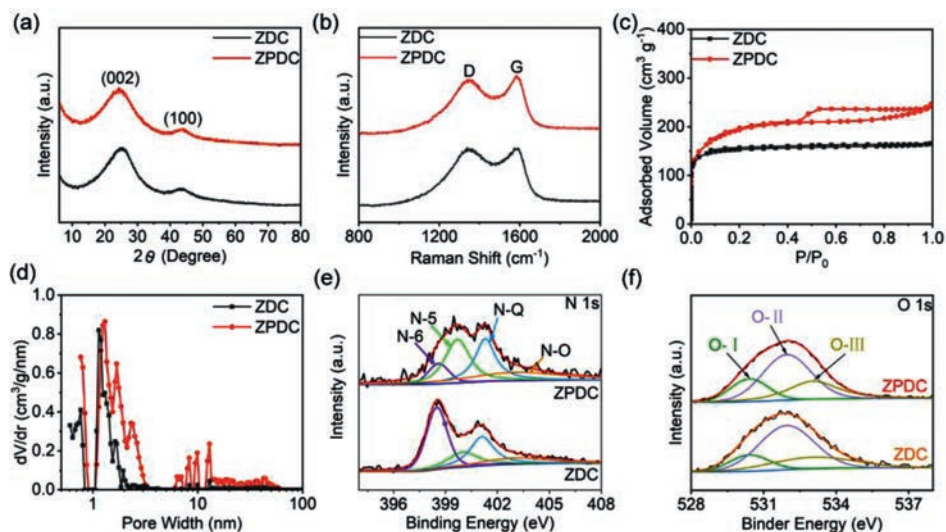 (a)
ZDC
ZPDC
(002)
(100)
Intensity (a.u.)
10 20 30 40 50 60 70 80
2θ (Degree)
(b)
ZDC
ZPDC
D
G
Intensity (a.u.)
800 1200 1600 2000
Raman Shift (cm-1)
(c)
ZDC
ZPDC
Adsorbed Volume (cm3 g-1)
400
300
200
100
0
0.0 0.2 0.4 0.6 0.8 1.0
P/P0
(d)
ZDC
ZPDC
dV/dr (cm3/g/nm)
1.0
0.8
0.6
0.4
0.2
0.0
1 10 100
Pore Width (nm)
(e)
N 1s
N-5
N-Q
N-6
N-O
ZPDC
ZDC
Intensity (a.u.)
396 399 402 405 408
Binding Energy (eV)
(f)
O 1s
O-II
O-I
O-III
ZPDC
ZDC
Intensity (a.u.)
528 531 534 537
Binder Energy (eV)